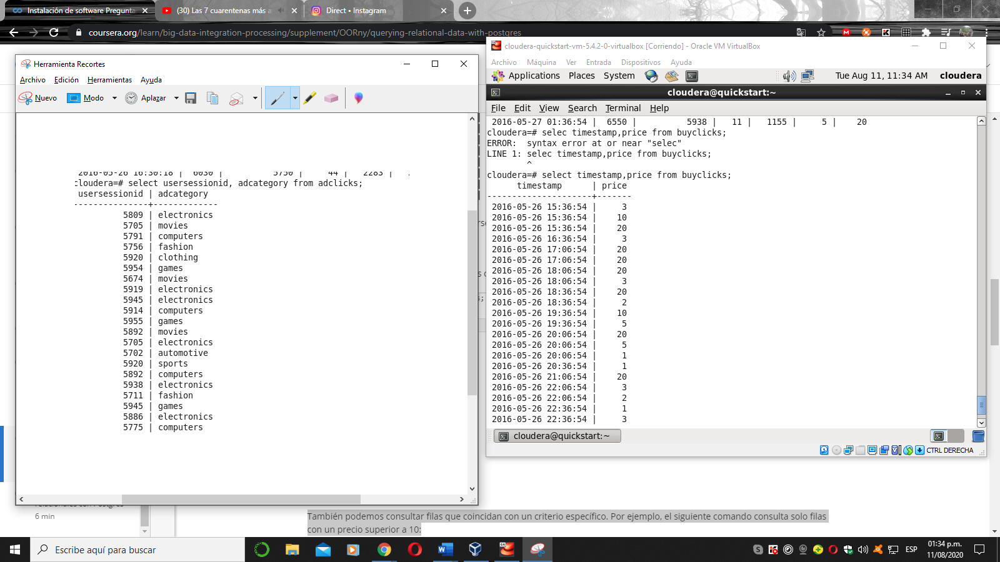 Instalación de software Pregunta
(30) Las 7 cuarentenas más a
Direct • Instagram
coursera.org/learn/big-data-integration-processing/supplement/OORny/querying-relational-data-with-postgres
Herramienta Recortes
Archivo Edición Herramientas Ayuda
Nuevo Modo Aplazar
2016-05-26 16:30:18 | 6030 | 5750 | 44 | 2283 |
cloudera=# select usersessionid, adcategory from adclicks;
usersessionid | adcategory
---------------+-------------
5809 | electronics
5705 | movies
5791 | computers
5756 | fashion
5920 | clothing
5954 | games
5674 | movies
5919 | electronics
5945 | electronics
5914 | computers
5955 | games
5892 | movies
5705 | electronics
5702 | automotive
5920 | sports
5892 | computers
5938 | electronics
5711 | fashion
5945 | games
5886 | electronics
5775 | computers
cloudera-quickstart-vm-5.4.2-0-virtualbox [Corriendo] - Oracle VM VirtualBox
Archivo Máquina Ver Entrada Dispositivos Ayuda
Applications Places System Tue Aug 11, 11:34 AM cloudera
cloudera@quickstart:~
File Edit View Search Terminal Help
2016-05-27 01:36:54 | 6550 | 5938 | 11 | 1155 | 5 | 20
cloudera=# selec timestamp,price from buyclicks;
ERROR: syntax error at or near "selec"
LINE 1: selec timestamp,price from buyclicks;
^
cloudera=# select timestamp,price from buyclicks;
timestamp | price
---------------------+-------
2016-05-26 15:36:54 | 3
2016-05-26 15:36:54 | 10
2016-05-26 15:36:54 | 20
2016-05-26 16:36:54 | 3
2016-05-26 17:06:54 | 20
2016-05-26 17:06:54 | 20
2016-05-26 18:06:54 | 20
2016-05-26 18:06:54 | 3
2016-05-26 18:36:54 | 20
2016-05-26 18:36:54 | 2
2016-05-26 19:36:54 | 10
2016-05-26 19:36:54 | 5
2016-05-26 20:06:54 | 20
2016-05-26 20:06:54 | 5
2016-05-26 20:06:54 | 1
2016-05-26 20:36:54 | 1
2016-05-26 21:06:54 | 20
2016-05-26 22:06:54 | 3
2016-05-26 22:06:54 | 2
2016-05-26 22:36:54 | 1
2016-05-26 22:36:54 | 3
cloudera@quickstart:~
CTRL DERECHA
relacionales con Postgres
6 min
También podemos consultar filas que coincidan con un criterio específico. Por ejemplo, el siguiente comando consulta solo filas
con un precio superior a 10:
Escribe aquí para buscar
ESP
01:34 p.m.
11/08/2020